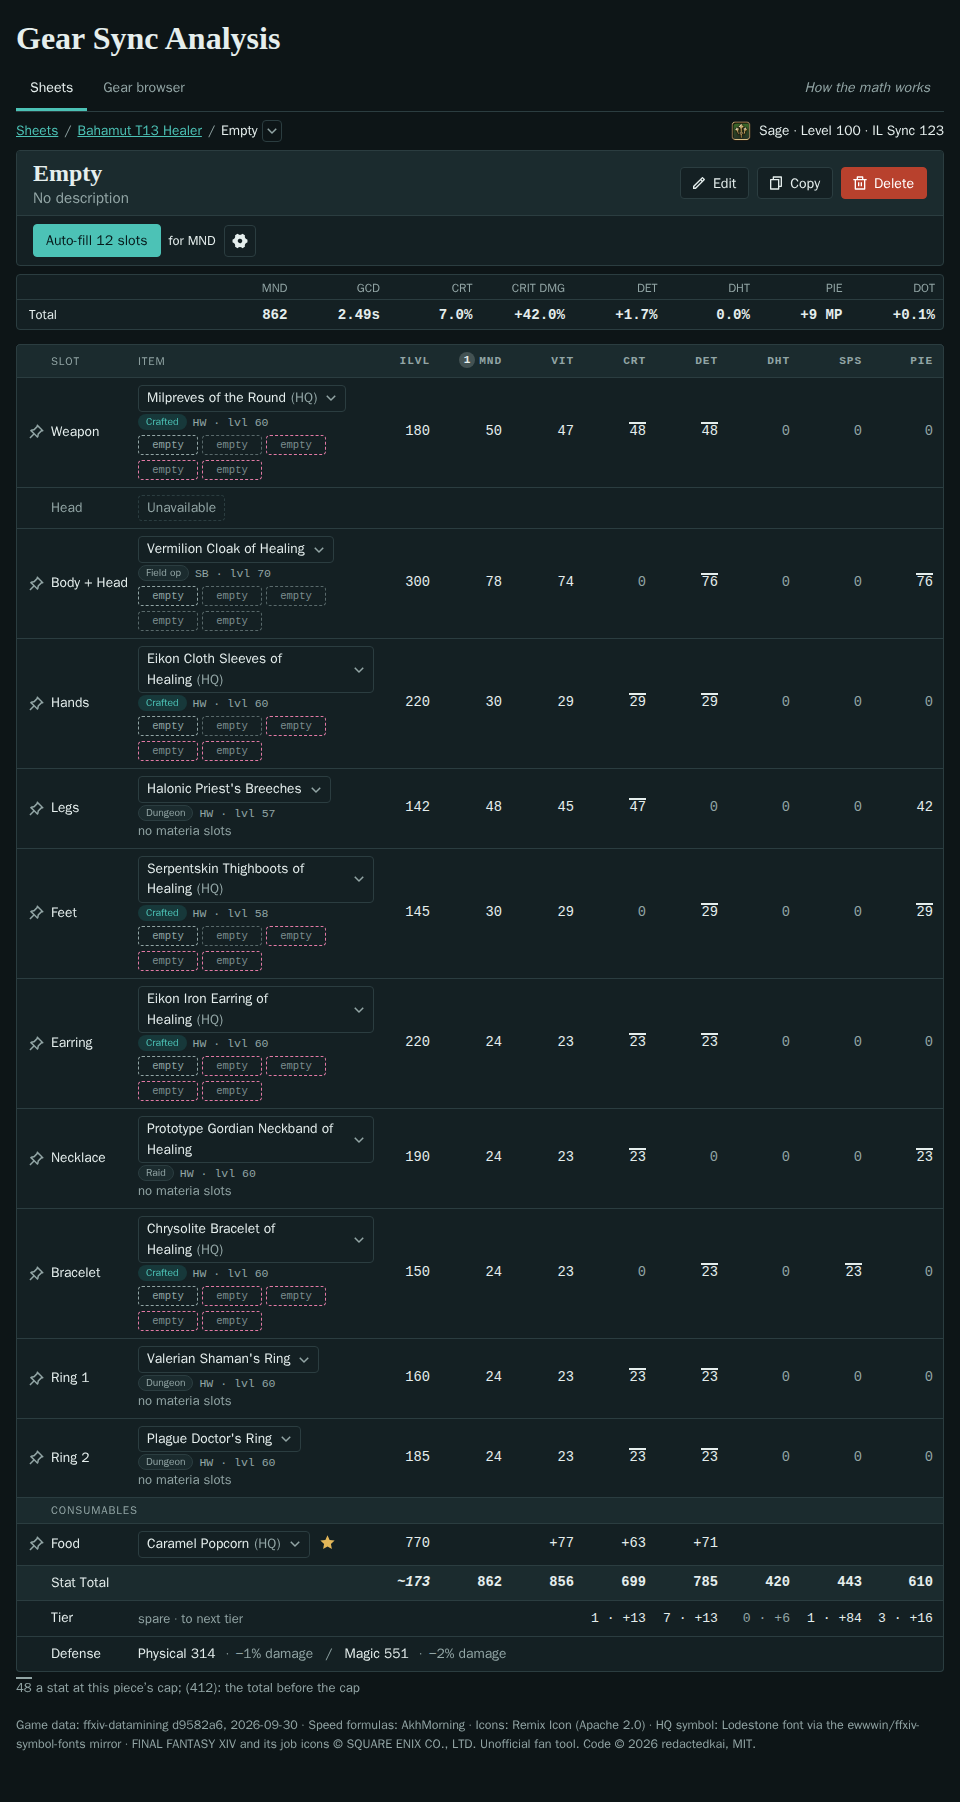 Gear Sync Analysis
Sheets Gear browser How the math works
Sheets / Bahamut T13 Healer / Empty Sage · Level 100 · IL Sync 123
Empty
No description
Edit Copy Delete
Auto-fill 12 slots for MND
MND GCD CRT CRIT DMG DET DHT PIE DOT
Total 862 2.49s 7.0% +42.0% +1.7% 0.0% +9 MP +0.1%
SLOT ITEM ILVL 1 MND VIT CRT DET DHT SPS PIE
Milpreves of the Round (HQ)
Crafted HW · lvl 60
Weapon 180 50 47 48 48 0 0 0
empty empty empty
empty empty
Head Unavailable
Vermilion Cloak of Healing
Field op SB · lvl 70
Body + Head 300 78 74 0 76 0 0 76
empty empty empty
empty empty
Eikon Cloth Sleeves of
Healing (HQ)
Hands 220 30 29 29 29 0 0 0
Crafted HW · lvl 60
empty empty empty
empty empty
Halonic Priest's Breeches
Legs 142 48 45 47 0 0 0 42
Dungeon HW · lvl 57
no materia slots
Serpentskin Thighboots of
Healing (HQ)
Feet 145 30 29 0 29 0 0 29
Crafted HW · lvl 58
empty empty empty
empty empty
Eikon Iron Earring of
Healing (HQ)
Earring 220 24 23 23 23 0 0 0
Crafted HW · lvl 60
empty empty empty
empty empty
Prototype Gordian Neckband of
Healing
Necklace 190 24 23 23 0 0 0 23
Raid HW · lvl 60
no materia slots
Chrysolite Bracelet of
Healing (HQ)
Bracelet 150 24 23 0 23 0 23 0
Crafted HW · lvl 60
empty empty empty
empty empty
Valerian Shaman's Ring
Ring 1 160 24 23 23 23 0 0 0
Dungeon HW · lvl 60
no materia slots
Plague Doctor's Ring
Ring 2 185 24 23 23 23 0 0 0
Dungeon HW · lvl 60
no materia slots
CONSUMABLES
Food Caramel Popcorn (HQ) 770 +77 +63 +71
Stat Total ~173 862 856 699 785 420 443 610
Tier spare · to next tier 1 · +13 7 · +13 0 · +6 1 · +84 3 · +16
Defense Physical 314 · −1% damage / Magic 551 · −2% damage
48 a stat at this piece's cap; (412): the total before the cap
Game data: ffxiv-datamining d9582a6, 2026-09-30 · Speed formulas: AkhMorning · Icons: Remix Icon (Apache 2.0) · HQ symbol: Lodestone font via the ewwwin/ffxiv-
symbol-fonts mirror · FINAL FANTASY XIV and its job icons © SQUARE ENIX CO., LTD. Unofficial fan tool. Code © 2026 redactedkai, MIT.